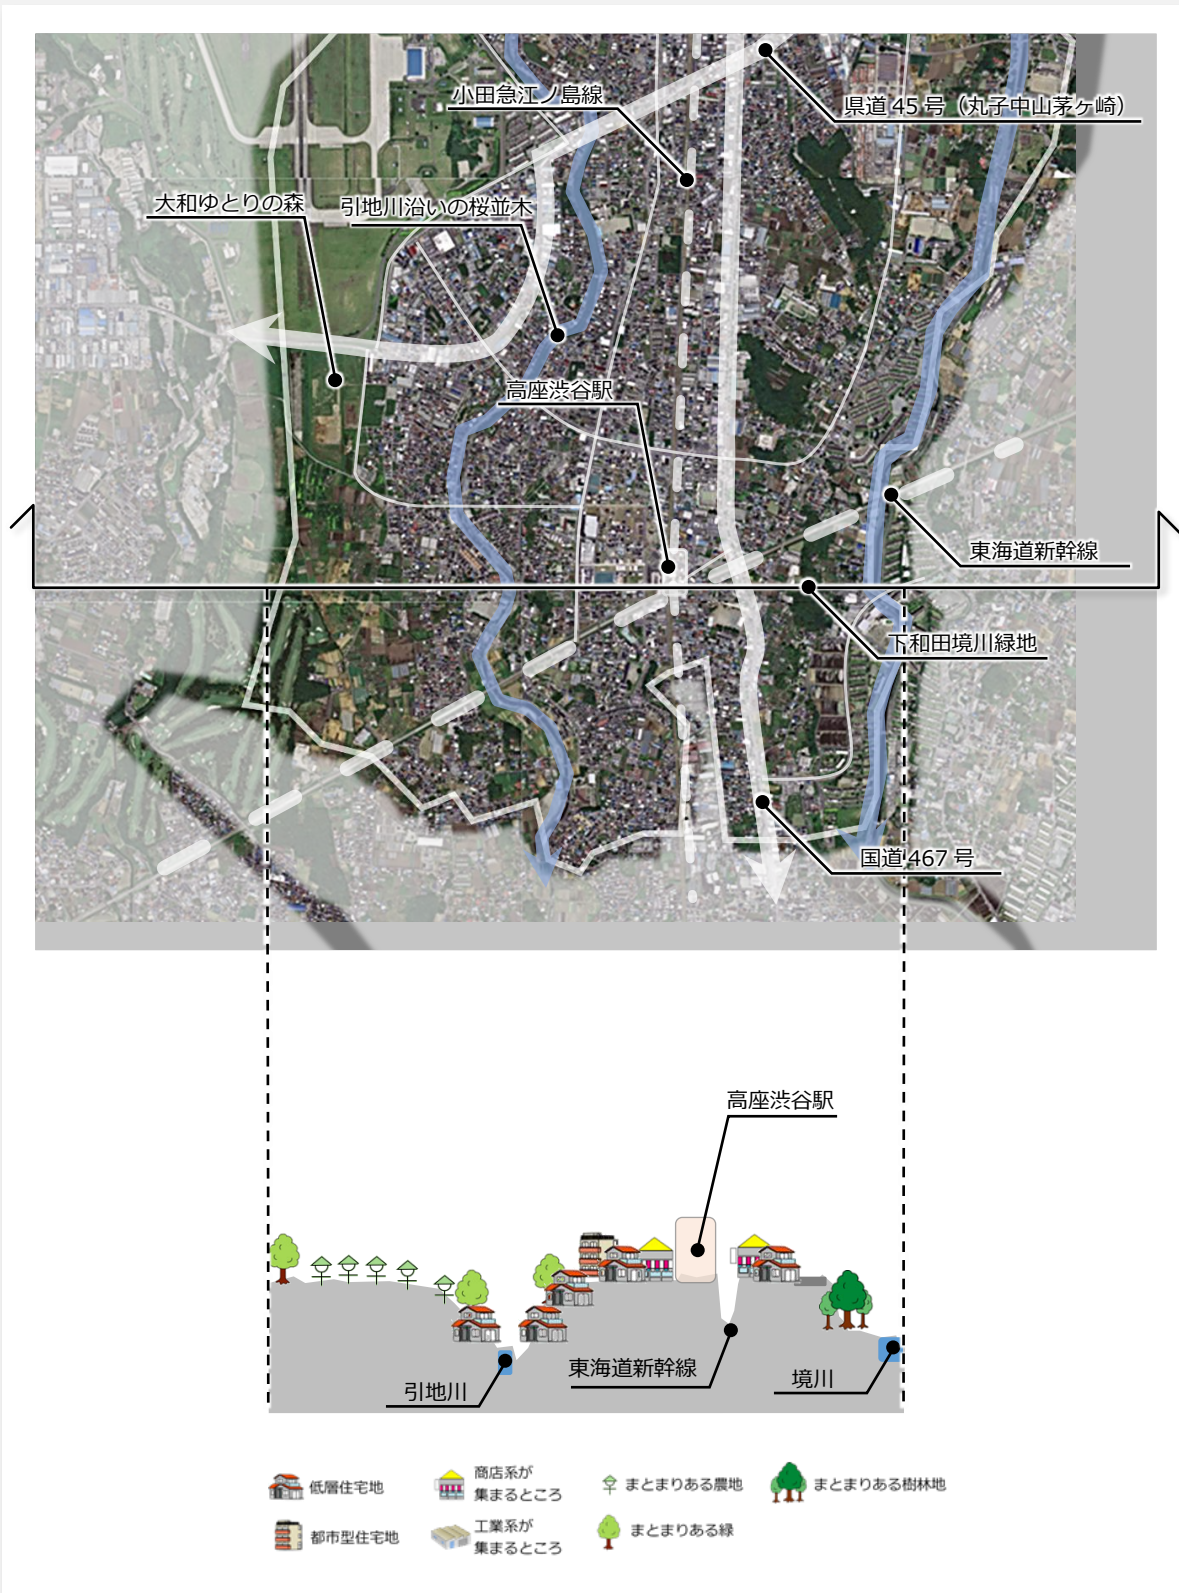 小田急江ノ島線
県道 45 号（丸子中山茅ヶ崎）
大和ゆとりの森
引地川沿いの桜並木
高座渋谷駅
東海道新幹線
下和田境川緑地
国道 467 号
高座渋谷駅
東海道新幹線
境川
引地川
低層住宅地
商店系が
集まるところ
まとまりある農地
まとまりある樹林地
都市型住宅地
工業系が
集まるところ
まとまりある緑